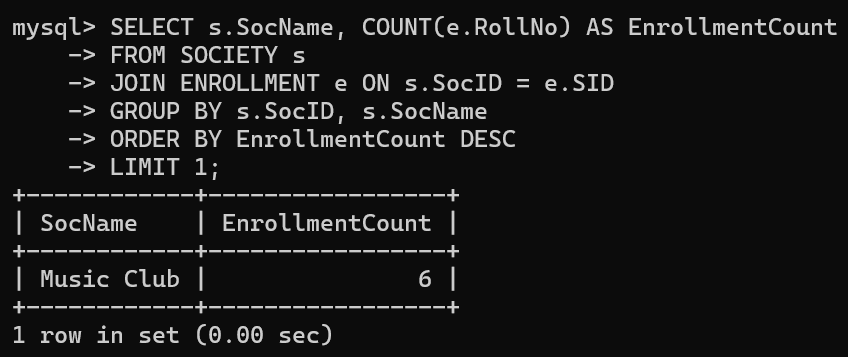 mysql> SELECT s.SocName, COUNT(e.RollNo) AS EnrollmentCount
    -> FROM SOCIETY s
    -> JOIN ENROLLMENT e ON s.SocID = e.SID
    -> GROUP BY s.SocID, s.SocName
    -> ORDER BY EnrollmentCount DESC
    -> LIMIT 1;
+------------+-----------------+
| SocName    | EnrollmentCount |
+------------+-----------------+
| Music Club |               6 |
+------------+-----------------+
1 row in set (0.00 sec)